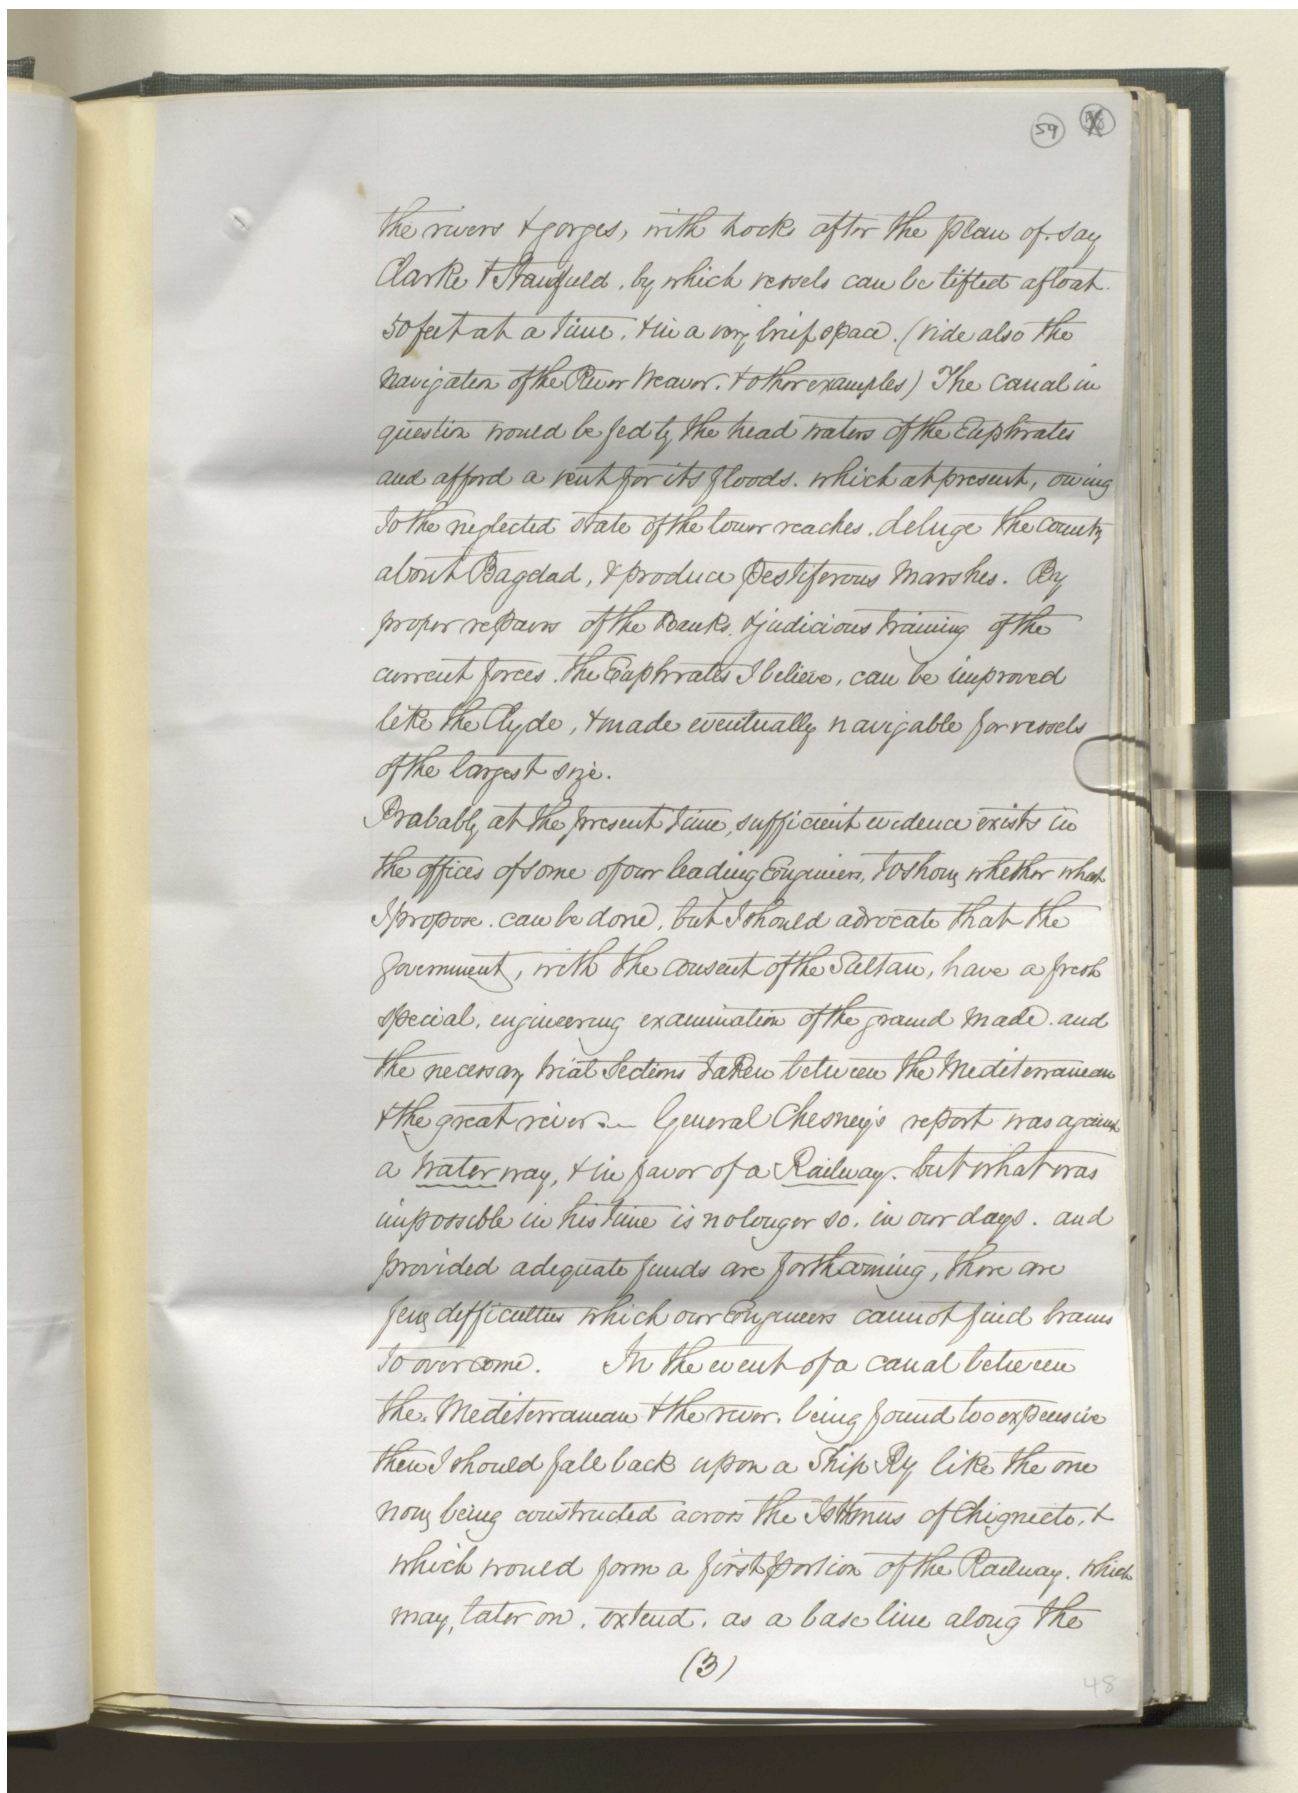 59
the rivers & gorges, with Locks after the plan of. say
Clarke & Stanfield. by which vessels can be lifted afloat.
50 feet at a time. & in a very brief space. (vide also the
navigation of the River Weaver. & other examples) The canal in
question would be fed by the head waters of the Euphrates
and afford a vent for its floods. which at present, owing
to the neglected state of the lower reaches. deluge the country
about Bagdad, & produce pestiferous Marshes. By
proper repairs of the Banks. & judicious training of the
current forces. the Euphrates I believe, can be improved
like the Clyde, & made eventually navigable for vessels
of the largest size.
Probably, at the present time, sufficient evidence exists in
the offices of some of our leading Engineers, to show whether what
I propose. can be done. but I should advocate that the
Government, with the consent of the Sultan, have a fresh
special. engineering examination of the ground made. and
the necessary trial Sections taken between the Mediterranean
& the great river. — General Chesney's report was against
a water way, & in favor of a Railway. but what was
impossible in his time is no longer so. in our days. and
provided adequate funds are forthcoming, there are
few difficulties which our Engineers cannot find brains
to overcome. In the event of a canal between
the. Mediterranean & the river. being found too expensive
then I should fall back upon a Ship Ry like the one
now being constructed across the Isthmus of Chignecto, &
which would form a first portion of the Railway. which
may, later on. extend. as a base line along the
(3)
48